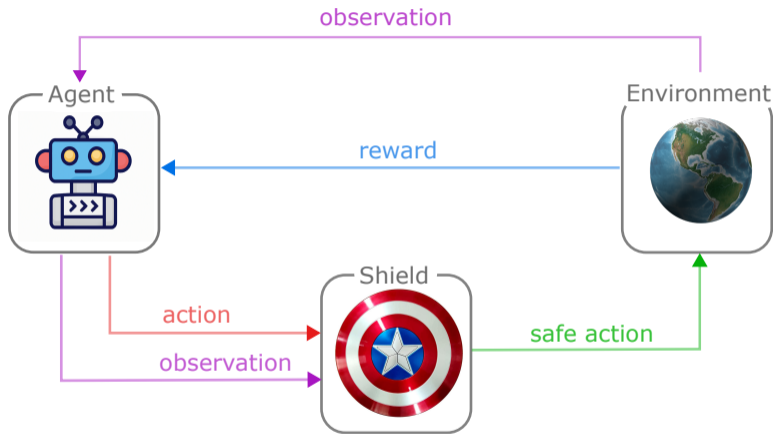 observation
Agent
Environment
reward
Shield
action
safe action
observation